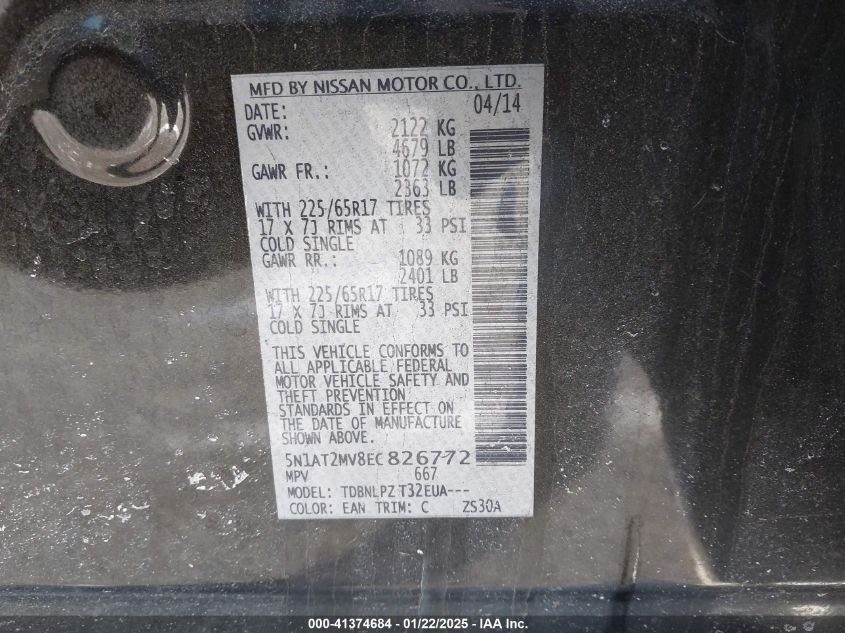 MFD BY NISSAN MOTOR CO., LTD.
DATE: 04/14
GVWR: 2122 KG
4679 LB
GAWR FR.: 1072 KG
2363 LB
WITH 225/65R17 TIRES
17 X 7J RIMS AT 33 PSI
COLD SINGLE
GAWR RR.: 1089 KG
2401 LB
WITH 225/65R17 TIRES
17 X 7J RIMS AT 33 PSI
COLD SINGLE
THIS VEHICLE CONFORMS TO
ALL APPLICABLE FEDERAL
MOTOR VEHICLE SAFETY AND
THEFT PREVENTION
STANDARDS IN EFFECT ON
THE DATE OF MANUFACTURE
SHOWN ABOVE.
5N1AT2MV8EC 826772
MPV 667
MODEL: TDBNLPZ T32EUA---
COLOR: EAN TRIM: C ZS30A
000-41374684 - 01/22/2025 - IAA Inc.